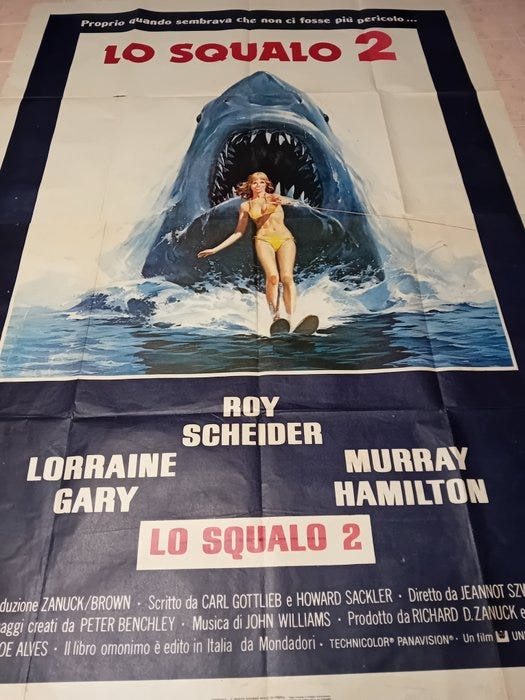 Proprio quando sembrava che non ci fosse più pericolo ...
LO SQUALO 2
ROY
SCHEIDER
LORRAINE
GARY
MURRAY
HAMILTON
LO SQUALO 2
duzione ZANUCK/BROWN · Scritto da CARL GOTTLIEB e HOWARD SACKLER · Diretto da JEANNOT SZW
aggi creati da PETER BENCHLEY · Musica di JOHN WILLIAMS · Prodotto da RICHARD D. ZANUCK e
OE ALVES · Il libro omonimo è edito in Italia da Mondadori · TECHNICOLOR® PANAVISION® · Un film UN